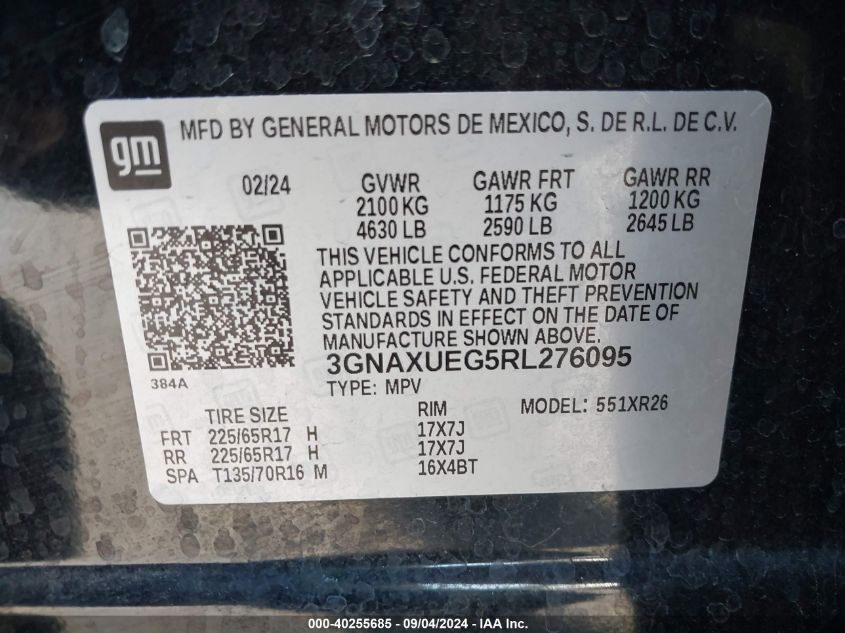 gm
MFD BY GENERAL MOTORS DE MEXICO, S. DE R.L. DE C.V.
02/24 GVWR GAWR FRT GAWR RR
2100 KG 1175 KG 1200 KG
4630 LB 2590 LB 2645 LB
THIS VEHICLE CONFORMS TO ALL
APPLICABLE U.S. FEDERAL MOTOR
VEHICLE SAFETY AND THEFT PREVENTION
STANDARDS IN EFFECT ON THE DATE OF
MANUFACTURE SHOWN ABOVE.
3GNAXUEG5RL276095
384A
TYPE: MPV
TIRE SIZE RIM MODEL: 551XR26
FRT 225/65R17 H 17X7J
RR 225/65R17 H 17X7J
SPA T135/70R16 M 16X4BT
000-40255685 - 09/04/2024 - IAA Inc.